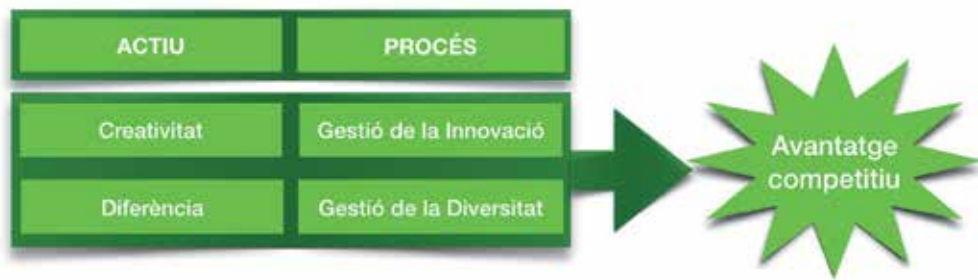 ACTIU PROCÉS
Creativitat Gestió de la Innovació
Diferència Gestió de la Diversitat
Avantatge
competitiu